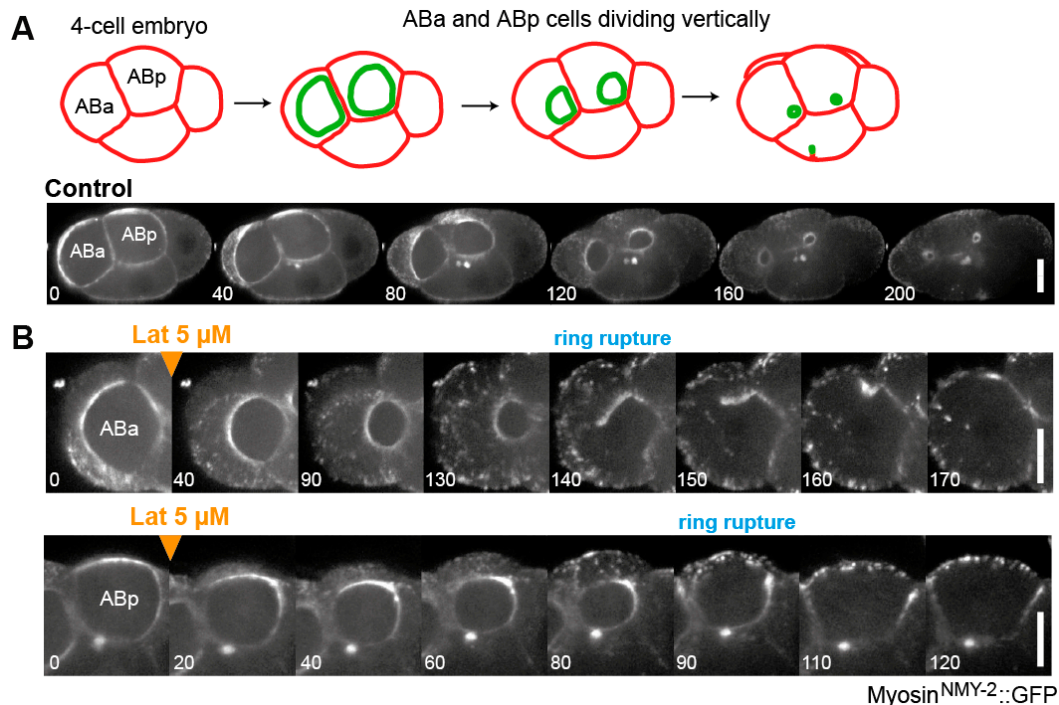 A
4-cell embryo
ABa and ABp cells dividing vertically
ABp
ABa
Control
ABa
ABp
0
40
80
120
160
200
B
Lat 5 µM
ring rupture
ABa
0
40
90
130
140
150
160
170
Lat 5 µM
ring rupture
ABp
0
20
40
60
80
90
110
120
Myosin^NMY-2::GFP